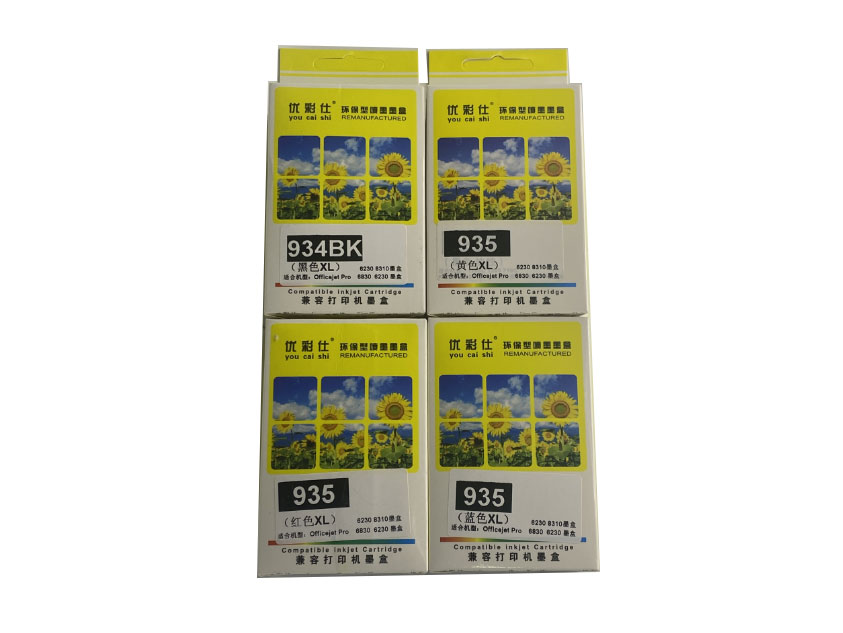 优彩仕®
you cai shi
环保型喷墨墨盒
REMANUFACTURED
934BK
(黑色XL)
6230 8310墨盒
适合机型：Officejet Pro 6830 6230 墨盒
Compatible Inkjet Cartridge
兼容打印机墨盒
优彩仕®
you cai shi
环保型喷墨墨盒
REMANUFACTURED
935
(黄色XL)
6230 8310墨盒
适合机型：Officejet Pro 6830 6230 墨盒
Compatible Inkjet Cartridge
兼容打印机墨盒
优彩仕®
you cai shi
环保型喷墨墨盒
REMANUFACTURED
935
(红色XL)
6230 8310墨盒
适合机型：Officejet Pro 6830 6230 墨盒
Compatible Inkjet Cartridge
兼容打印机墨盒
优彩仕®
you cai shi
环保型喷墨墨盒
REMANUFACTURED
935
(蓝色XL)
6230 8310墨盒
适合机型：Officejet Pro 6830 6230 墨盒
Compatible Inkjet Cartridge
兼容打印机墨盒